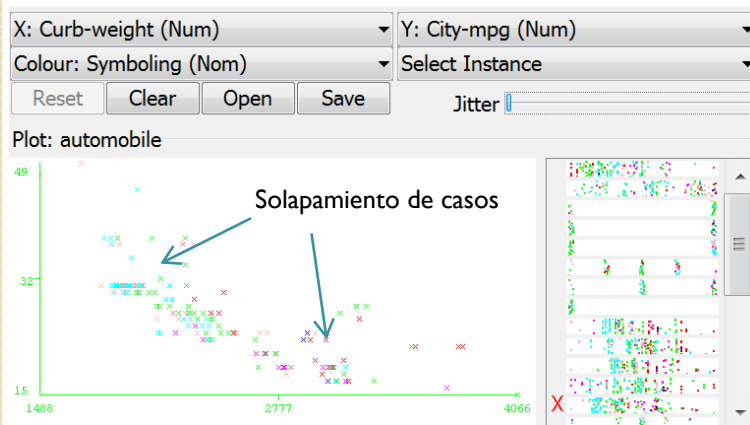 X: Curb-weight (Num)
Y: City-mpg (Num)
Colour: Symboling (Nom)
Select Instance
Reset
Clear
Open
Save
Jitter
Plot: automobile
49
Solapamiento de casos
32
15
1488
2777
4066
X